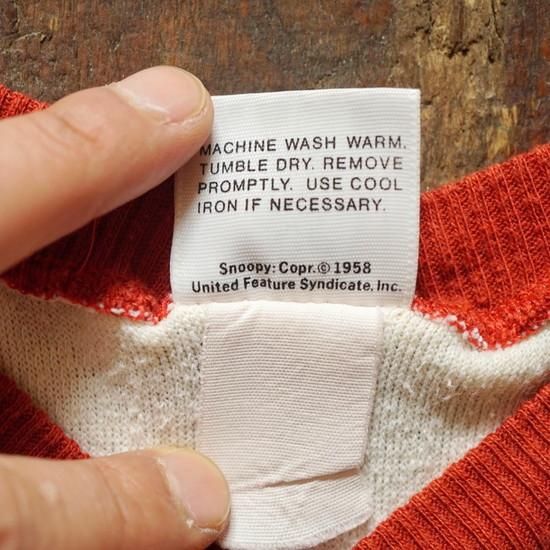 MACHINE WASH WARM.
TUMBLE DRY. REMOVE
PROMPTLY. USE COOL
IRON IF NECESSARY.
Snoopy: Copr. © 1958
United Feature Syndicate, Inc.